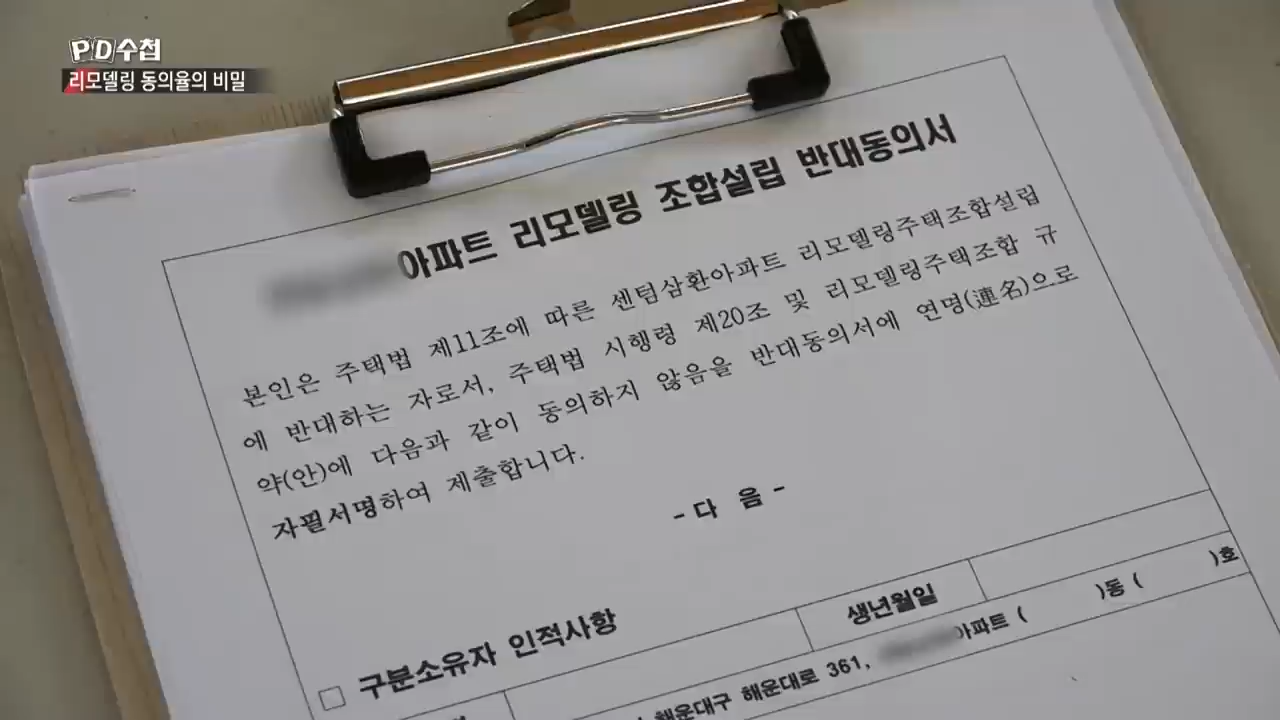 PD수첩
리모델링 동의율의 비밀
아파트 리모델링 조합설립 반대동의서
본인은 주택법 제11조에 따른 센텀삼환아파트 리모델링주택조합설립
에 반대하는 자로서, 주택법 시행령 제20조 및 리모델링주택조합 규
약(안)에 다음과 같이 동의하지 않음을 반대동의서에 연명(連名)으로
자필서명하여 제출합니다.
- 다 음 -
□ 구분소유자 인적사항
생년월일
해운대구 해운대로 361, 아파트 ( )동 ( )호